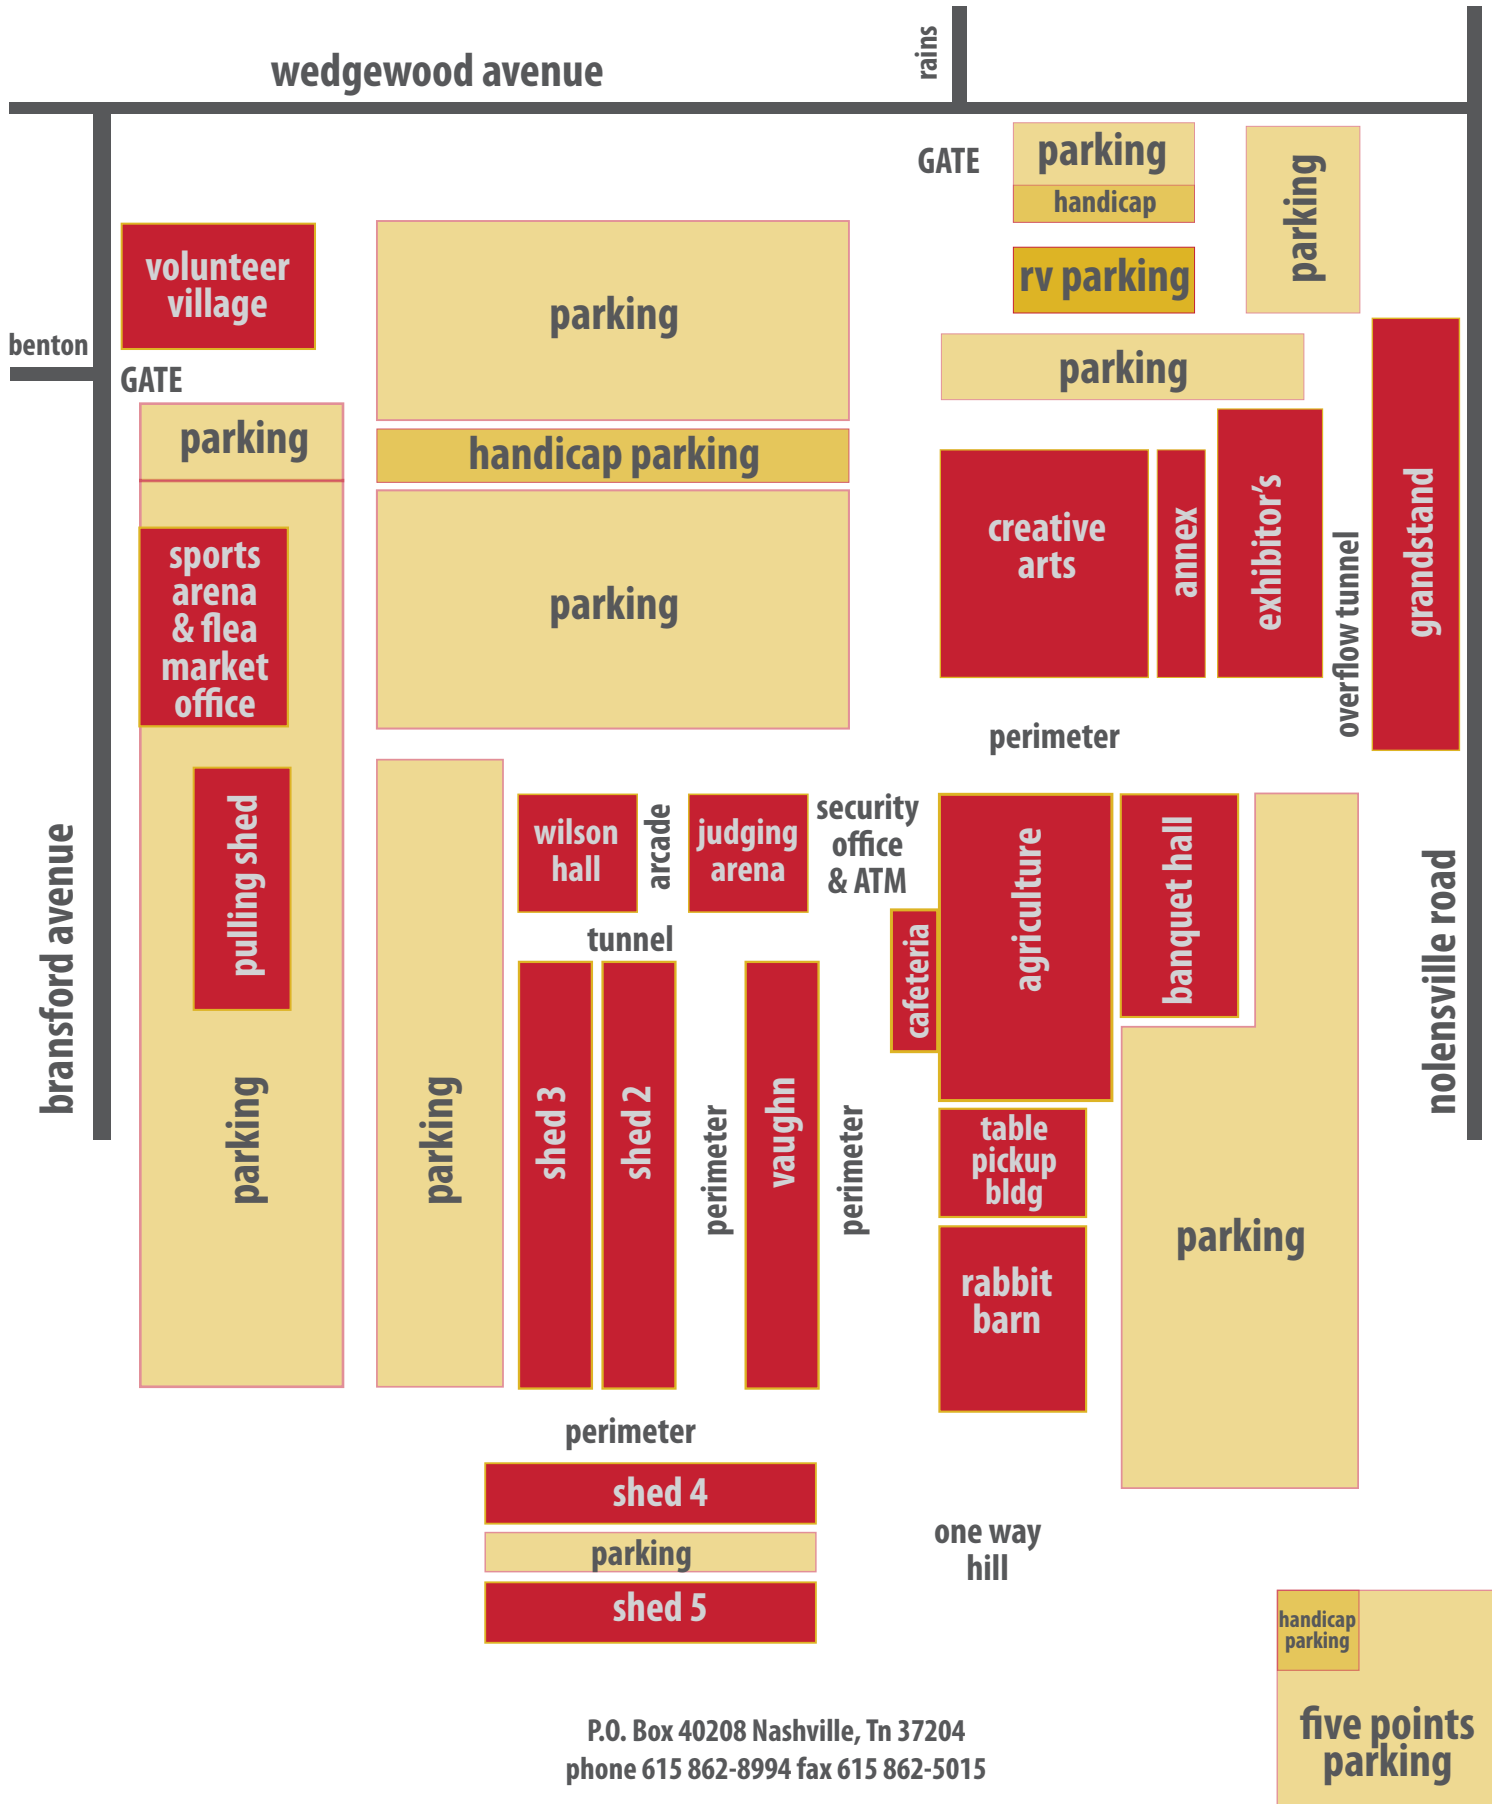 rains
wedgewood avenue
GATE
parking
handicap
parking
volunteer
village
rv parking
parking
benton
GATE
parking
parking
handicap parking
sports
arena
& flea
market
office
parking
creative
arts
annex
exhibitor's
overflow tunnel
grandstand
perimeter
bransford avenue
pulling shed
parking
parking
wilson
hall
arcade
judging
arena
security
office
& ATM
cafeteria
agriculture
banquet hall
nolensville road
tunnel
shed 3
shed 2
perimeter
vaughn
perimeter
table
pickup
bldg
rabbit
barn
parking
perimeter
shed 4
parking
shed 5
one way
hill
handicap
parking
five points
parking
P.O. Box 40208 Nashville, Tn 37204
phone 615 862-8994 fax 615 862-5015